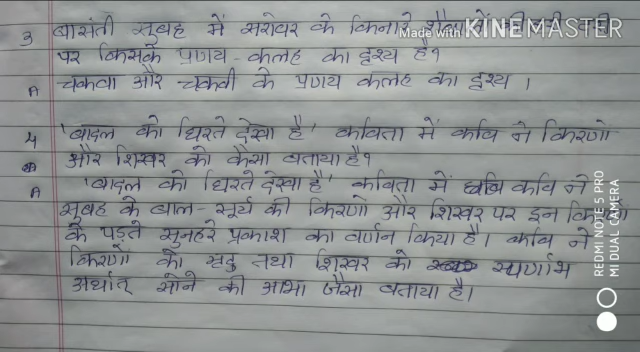 3 बासंती सुबह में सरोवर के किनारे
पर किसके प्रणय - कलह का दृश्य है?
A चकवा और चकवी के प्रणय कलह का दृश्य ।
4 'बादल को घिरते देखा है' कविता में कवि ने किरणो
और शिखर को कैसा बताया है?
A 'बादल को घिरते देखा है' कविता में कवि ने
सुबह के बाल-सूर्य की किरणो और शिखर पर इन किरणो
के पड़ते सुनहरे प्रकाश का वर्णन किया है। कवि ने
किरणो को मृदु तथा शिखर को स्वर्णाभ
अर्थात् सोने की आभा जैसा बताया है।
Made with KINEMASTER
REDMI NOTE 5 PRO
MI DUAL CAMERA